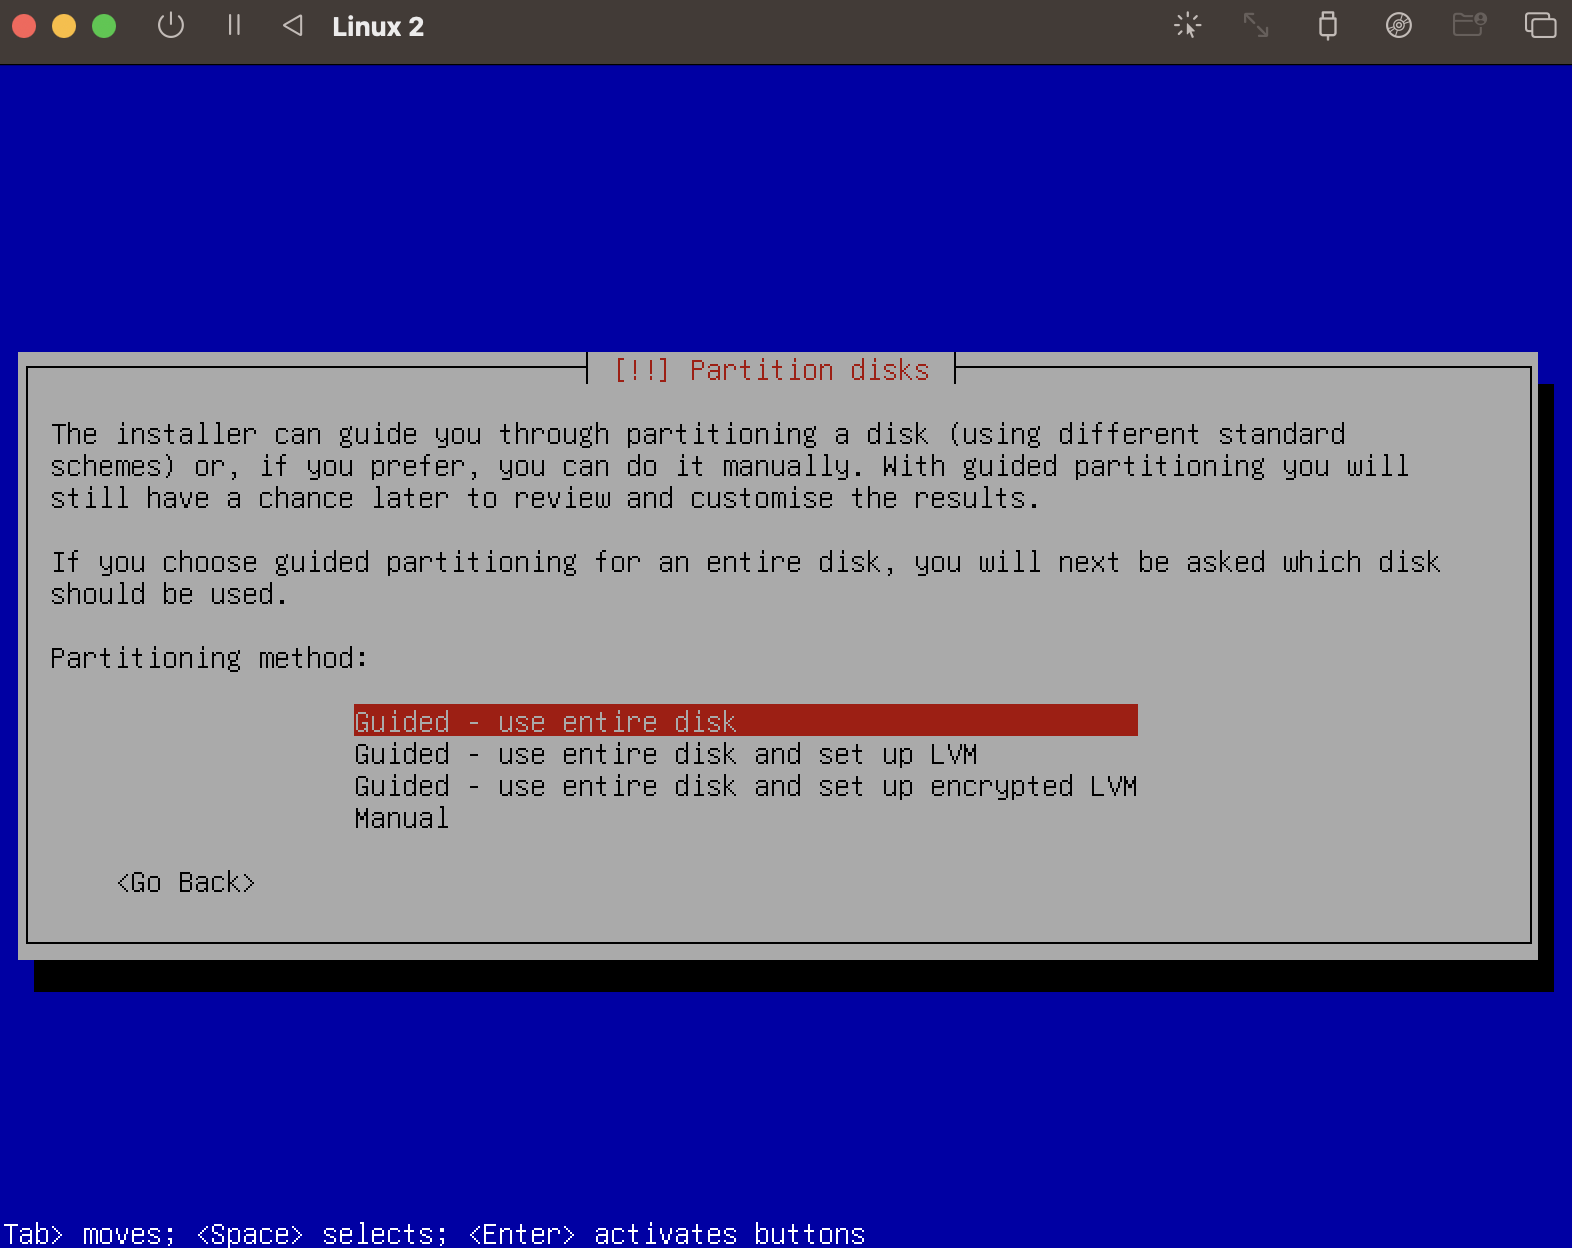 Linux 2
[!!] Partition disks
The installer can guide you through partitioning a disk (using different standard
schemes) or, if you prefer, you can do it manually. With guided partitioning you will
still have a chance later to review and customise the results.
If you choose guided partitioning for an entire disk, you will next be asked which disk
should be used.
Partitioning method:
Guided - use entire disk
Guided - use entire disk and set up LVM
Guided - use entire disk and set up encrypted LVM
Manual
<Go Back>
Tab> moves; <Space> selects; <Enter> activates buttons